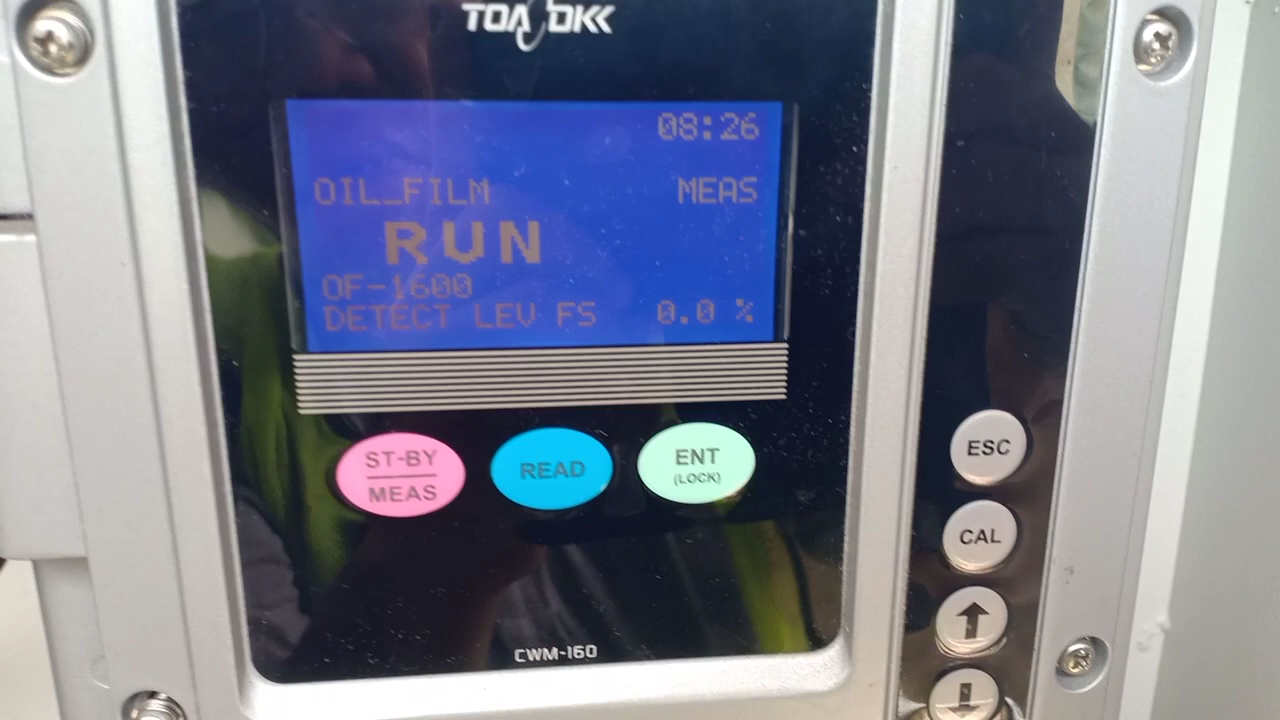 TOA DKK
08:26
OIL_FILM MEAS
RUN
OF-1600
DETECT LEV FS 0.0 %
ST-BY
MEAS
READ
ENT
(LOCK)
ESC
CAL
CWM-160